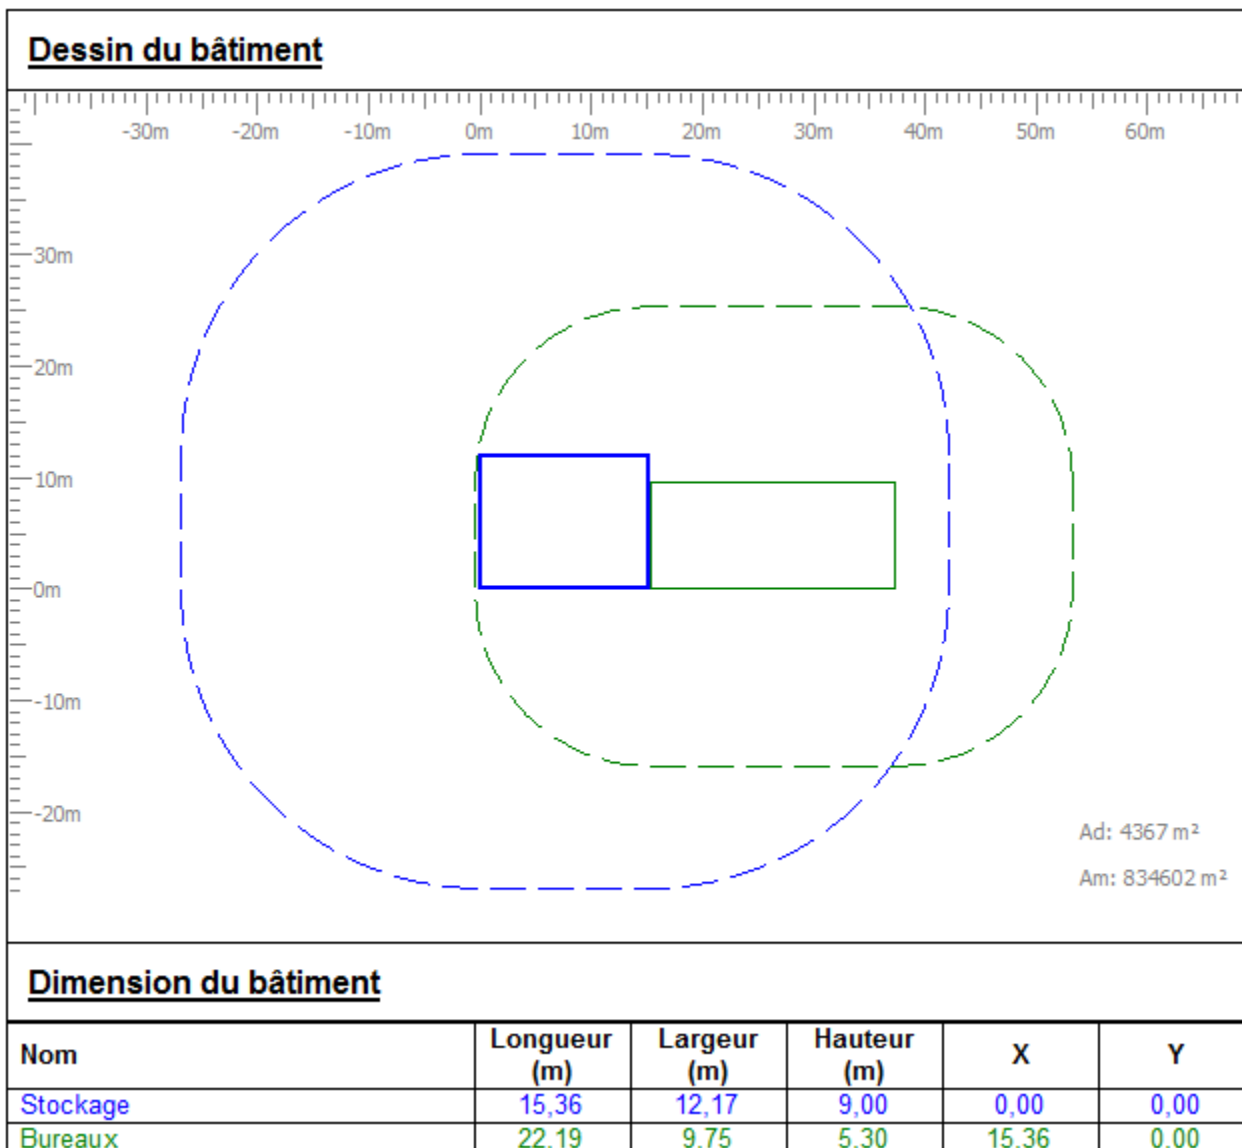 Dessin du bâtiment
-30m -20m -10m 0m 10m 20m 30m 40m 50m 60m
30m
20m
10m
0m
-10m
-20m
Ad: 4367 m²
Am: 834602 m²
Dimension du bâtiment
Nom Longueur (m) Largeur (m) Hauteur (m) X Y
Stockage 15,36 12,17 9,00 0,00 0,00
Bureaux 22,19 9,75 5,30 15,36 0,00